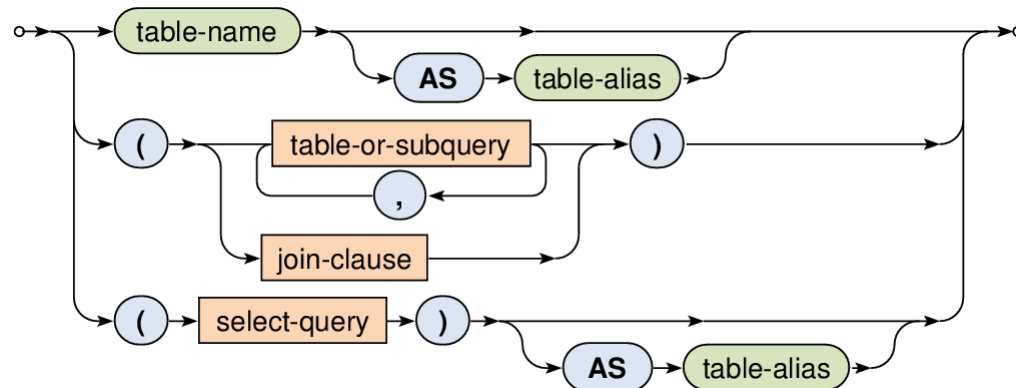 table-name
AS table-alias
( table-or-subquery )
,
join-clause
( select-query )
AS table-alias